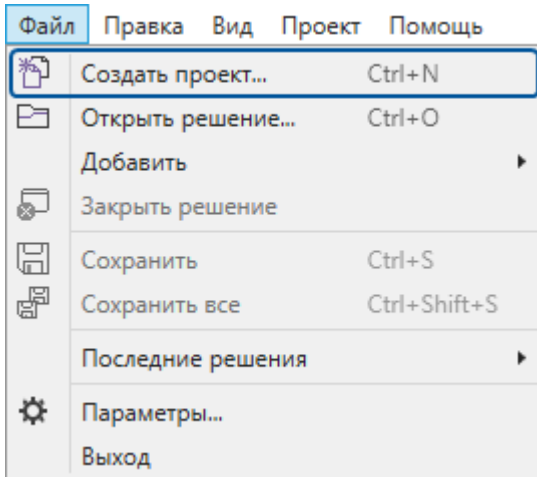 Файл Правка Вид Проект Помощь
Создать проект... Ctrl+N
Открыть решение... Ctrl+O
Добавить
Закрыть решение
Сохранить Ctrl+S
Сохранить все Ctrl+Shift+S
Последние решения
Параметры...
Выход